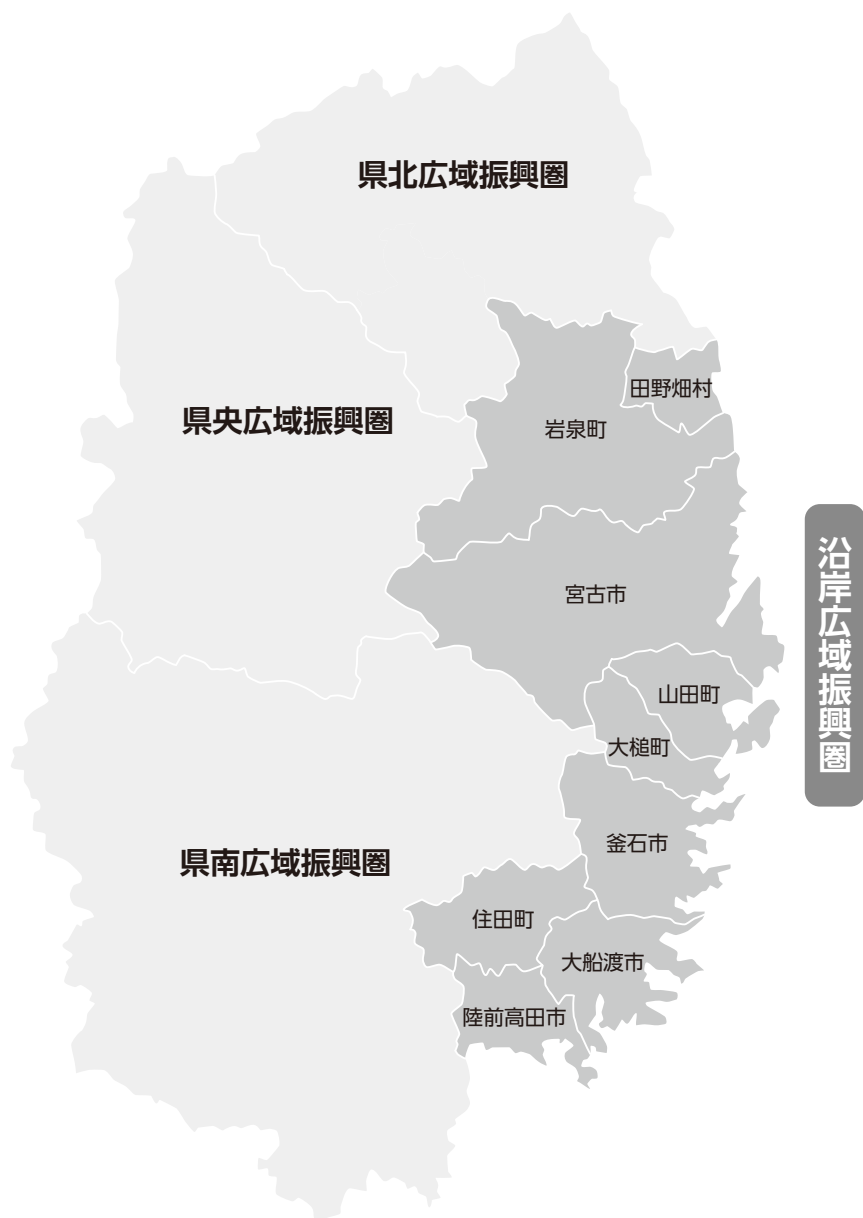 県北広域振興圏
田野畑村
県央広域振興圏
岩泉町
沿岸広域振興圏
宮古市
山田町
大槌町
釜石市
県南広域振興圏
住田町
大船渡市
陸前高田市